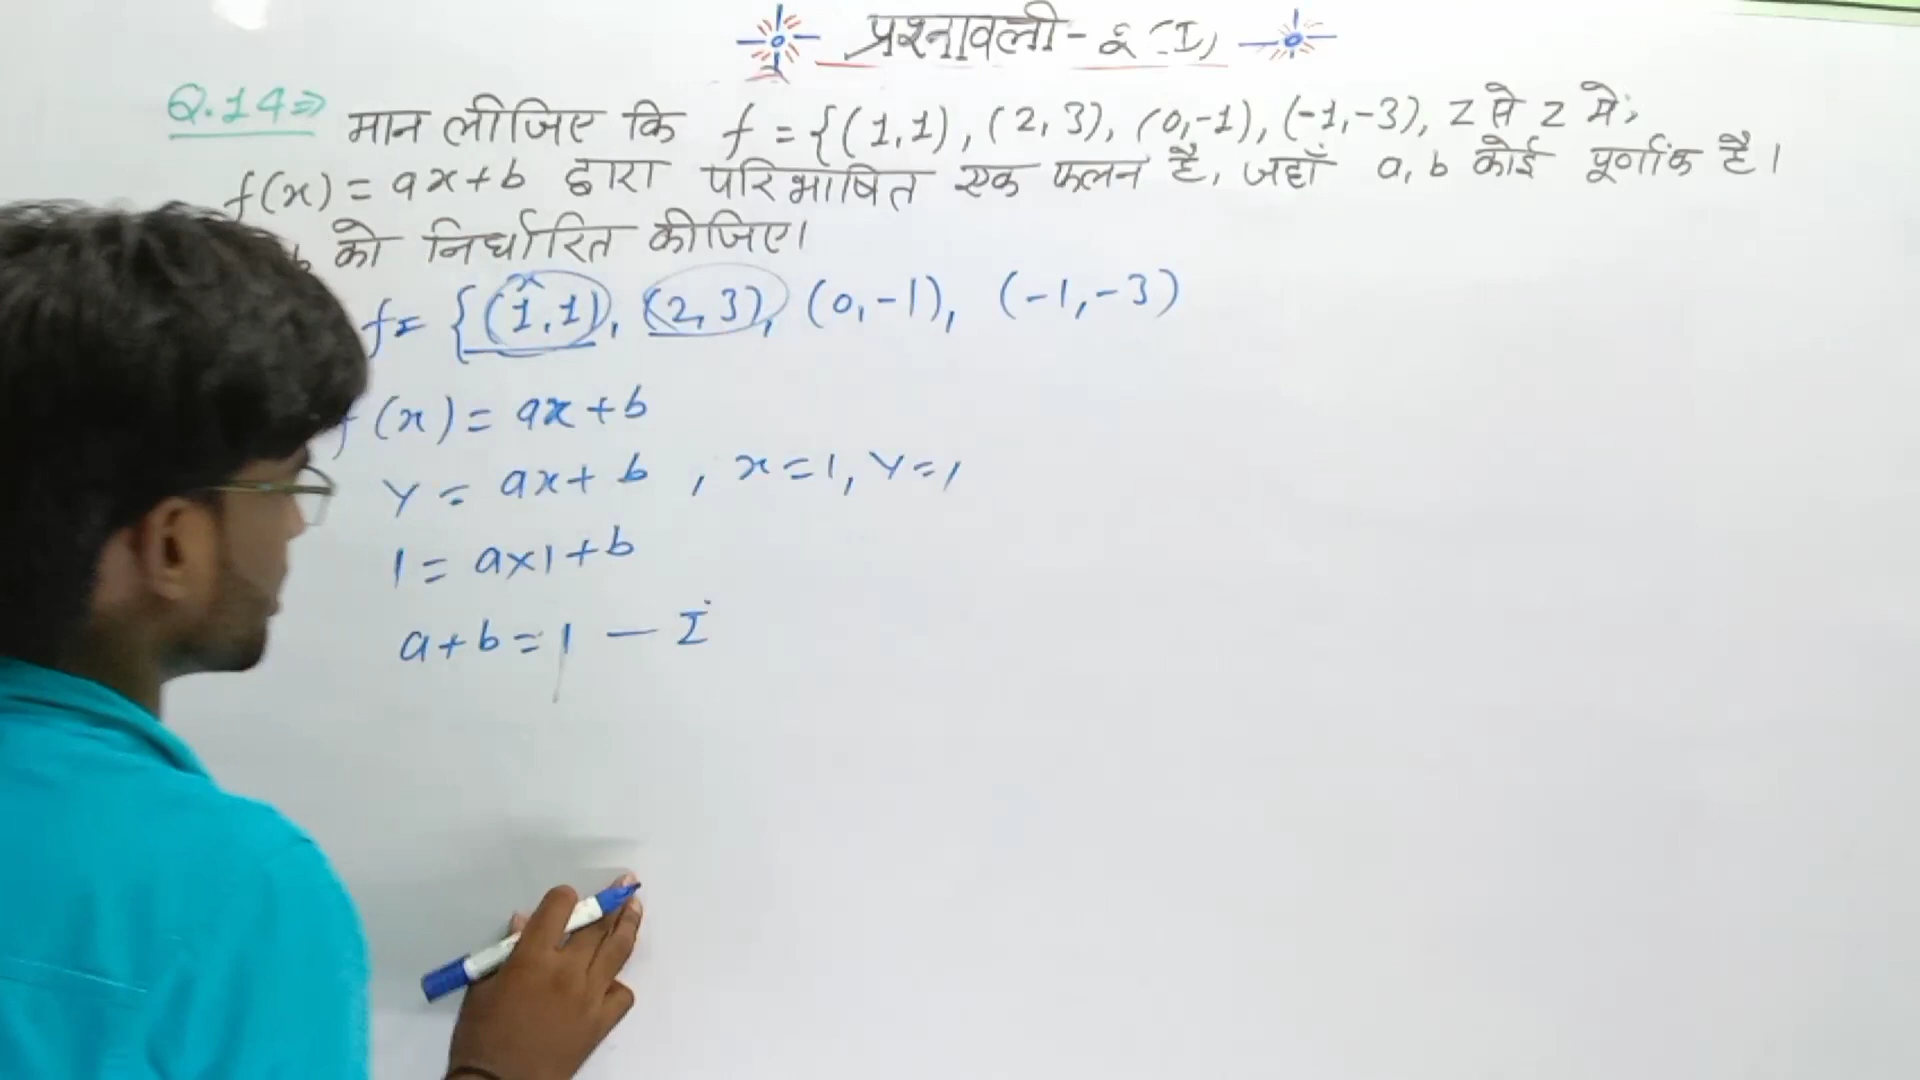 प्रश्नावली - 2 (I)
Q.14⇒ मान लीजिए कि f = {(1,1), (2,3), (0,-1), (-1,-3), Z से Z में;
f(x) = ax+b द्वारा परिभाषित एक फलन है, जहाँ a, b कोई पूर्णांक है।
b को निर्धारित कीजिए।
f = {(1,1), (2,3), (0,-1), (-1,-3)
x
f(x) = ax+b
Y = ax+b , x=1, Y=1
1 = a×1+b
a+b=1 — I